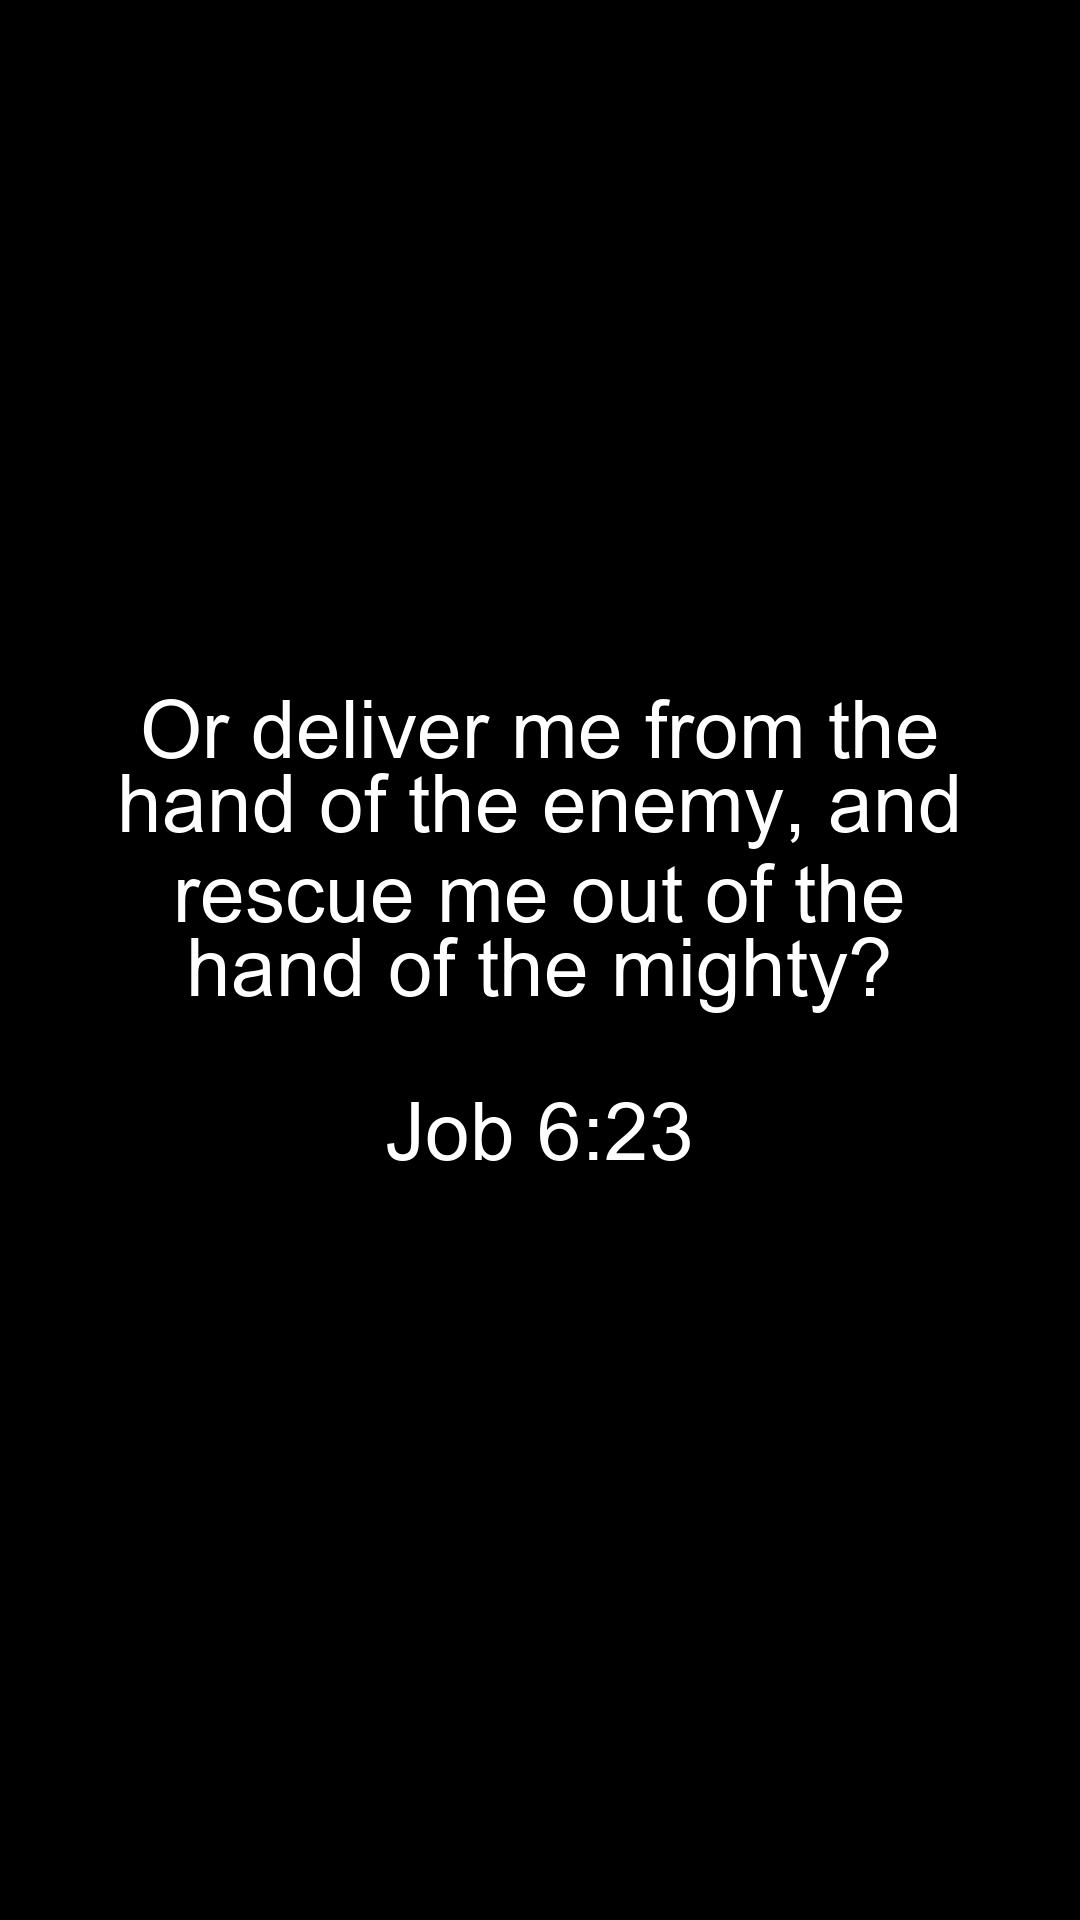 Or deliver me from the
hand of the enemy, and
rescue me out of the
hand of the mighty?
Job 6:23